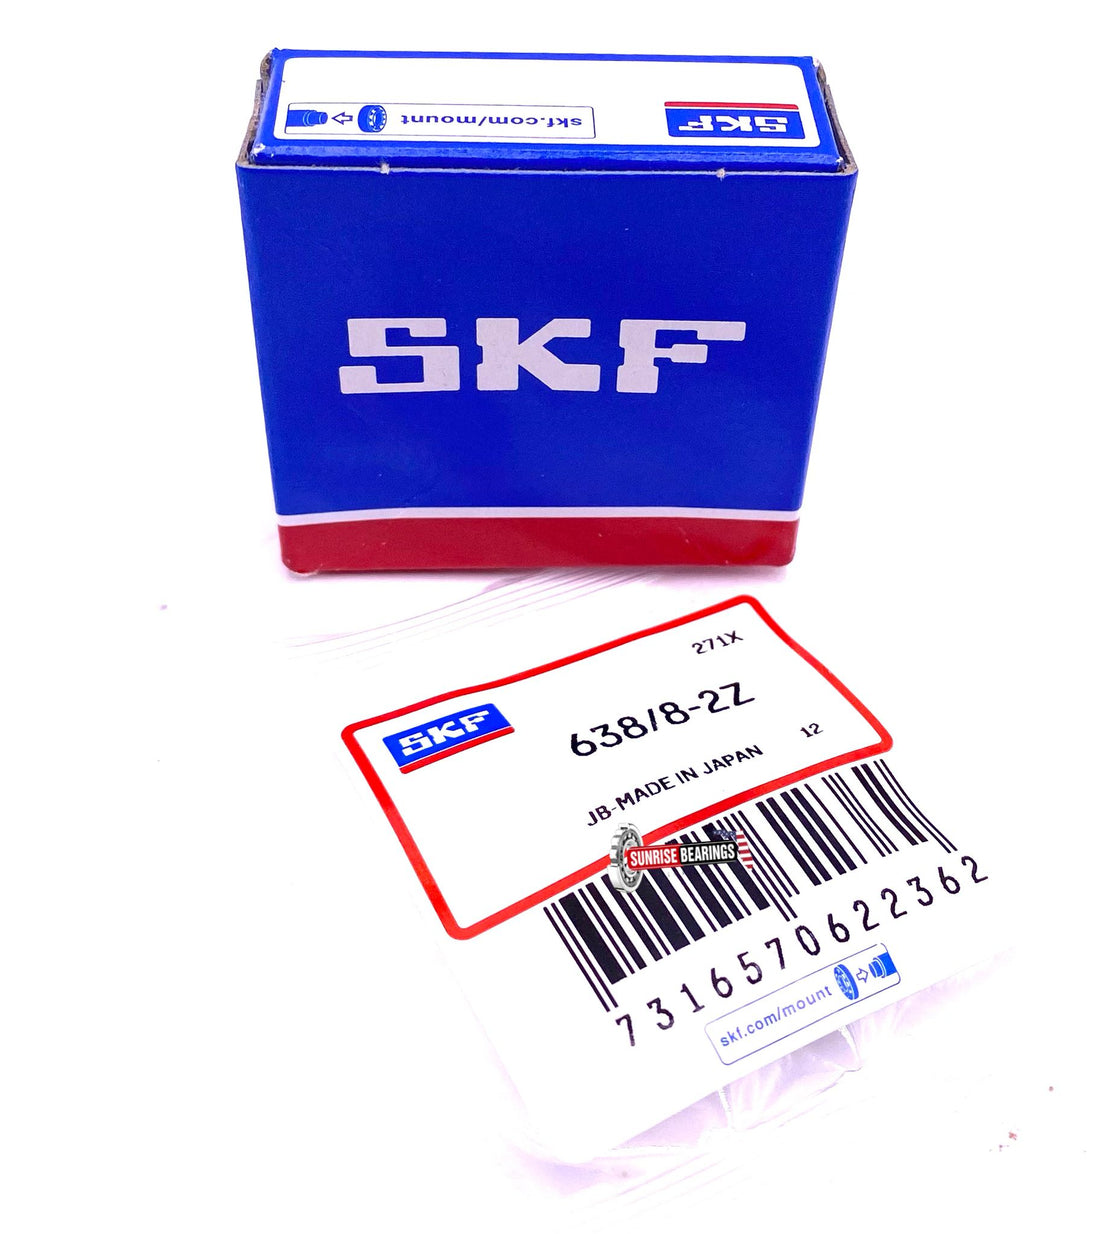 skf.com/mount
SKF
SKF
271X
SKF
638/8-2Z
12
JB-MADE IN JAPAN
SUNRISE BEARINGS
7316570622362
skf.com/mount